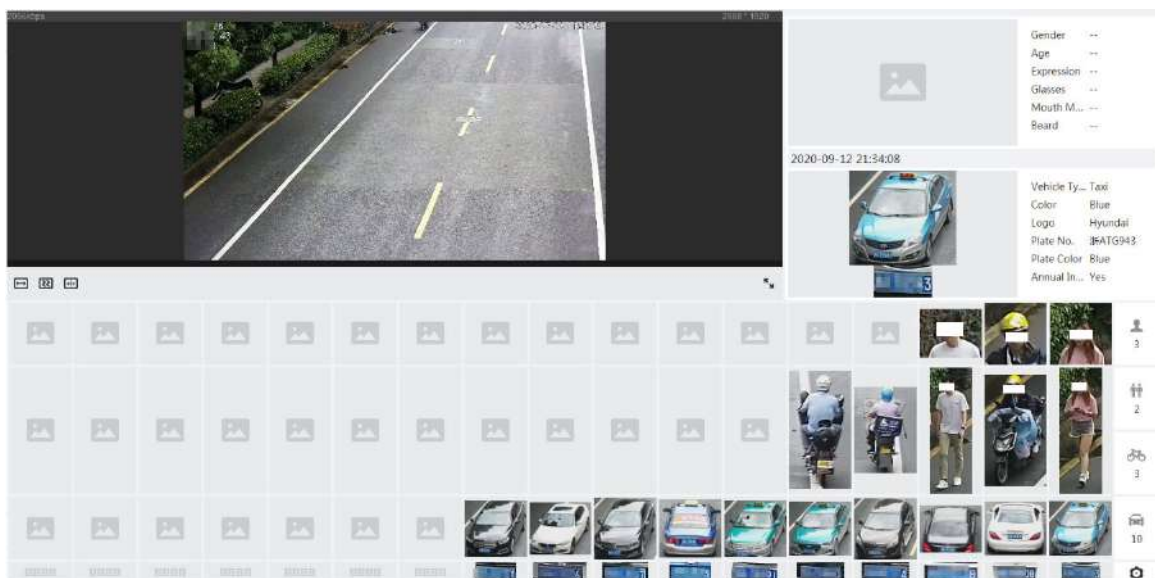 Gender --
Age --
Expression --
Glasses --
Mouth M... --
Beard --
2020-09-12 21:34:08
Vehicle Ty... Taxi
Color Blue
Logo Hyundai
Plate No. 浙ATG943
Plate Color Blue
Annual In... Yes
3
2
3
10